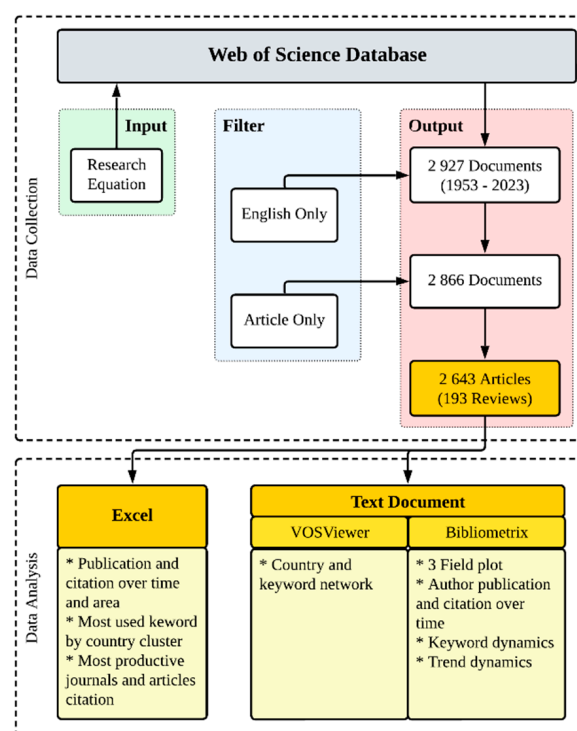 Web of Science Database
Data Collection
Input
Research
Equation
Filter
English Only
Article Only
Output
2 927 Documents
(1953 - 2023)
2 866 Documents
2 643 Articles
(193 Reviews)
Data Analysis
Excel
* Publication and
citation over time
and area
* Most used keword
by country cluster
* Most productive
journals and articles
citation
Text Document
VOSViewer
* Country and
keyword network
Bibliometrix
* 3 Field plot
* Author publication
and citation over
time
* Keyword dynamics
* Trend dynamics